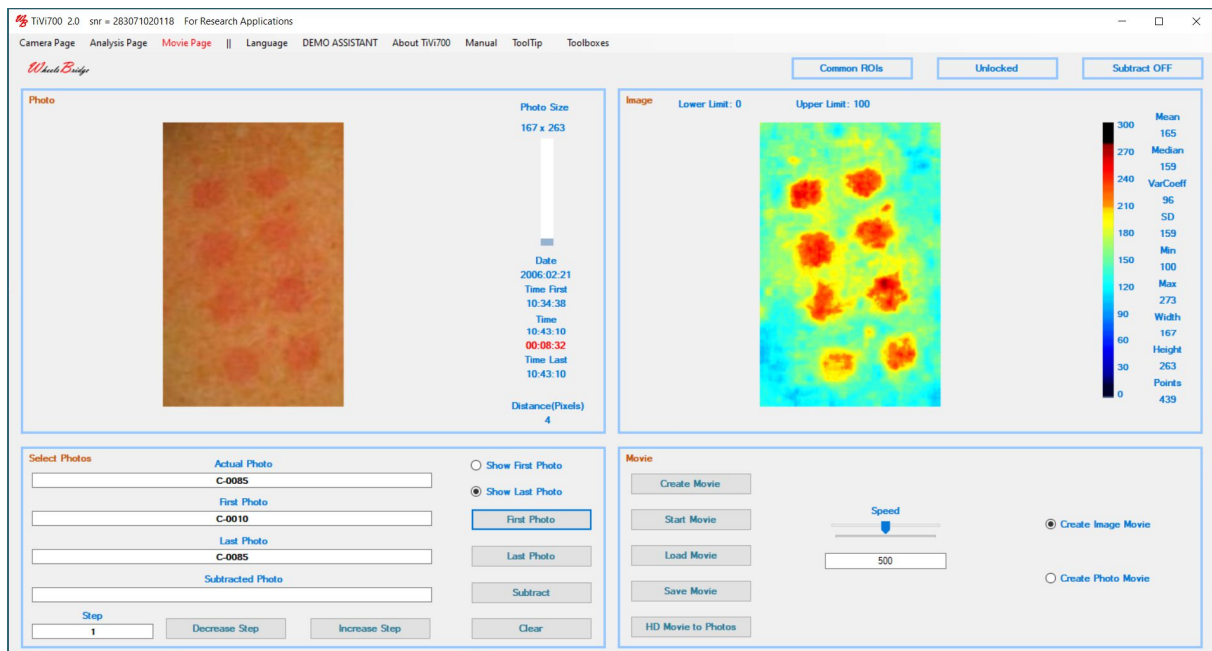 TiVi700 2.0 snr = 283071020118 For Research Applications
Camera Page Analysis Page Movie Page || Language DEMO ASSISTANT About TiVi700 Manual ToolTip Toolboxes
WheelsBridge
Common ROIs Unlocked Subtract OFF
Photo
Photo Size
167 x 263
Date
2006:02:21
Time First
10:34:38
Time
10:43:10
00:08:32
Time Last
10:43:10
Distance(Pixels)
4
Image Lower Limit: 0 Upper Limit: 100
300
270
240
210
180
150
120
90
60
30
0
Mean
165
Median
159
VarCoeff
96
SD
159
Min
100
Max
273
Width
167
Height
263
Points
439
Select Photos
Actual Photo
C-0085
First Photo
C-0010
Last Photo
C-0085
Subtracted Photo
Step
1
Decrease Step Increase Step
Show First Photo
Show Last Photo
First Photo
Last Photo
Subtract
Clear
Movie
Create Movie
Start Movie
Load Movie
Save Movie
HD Movie to Photos
Speed
500
Create Image Movie
Create Photo Movie